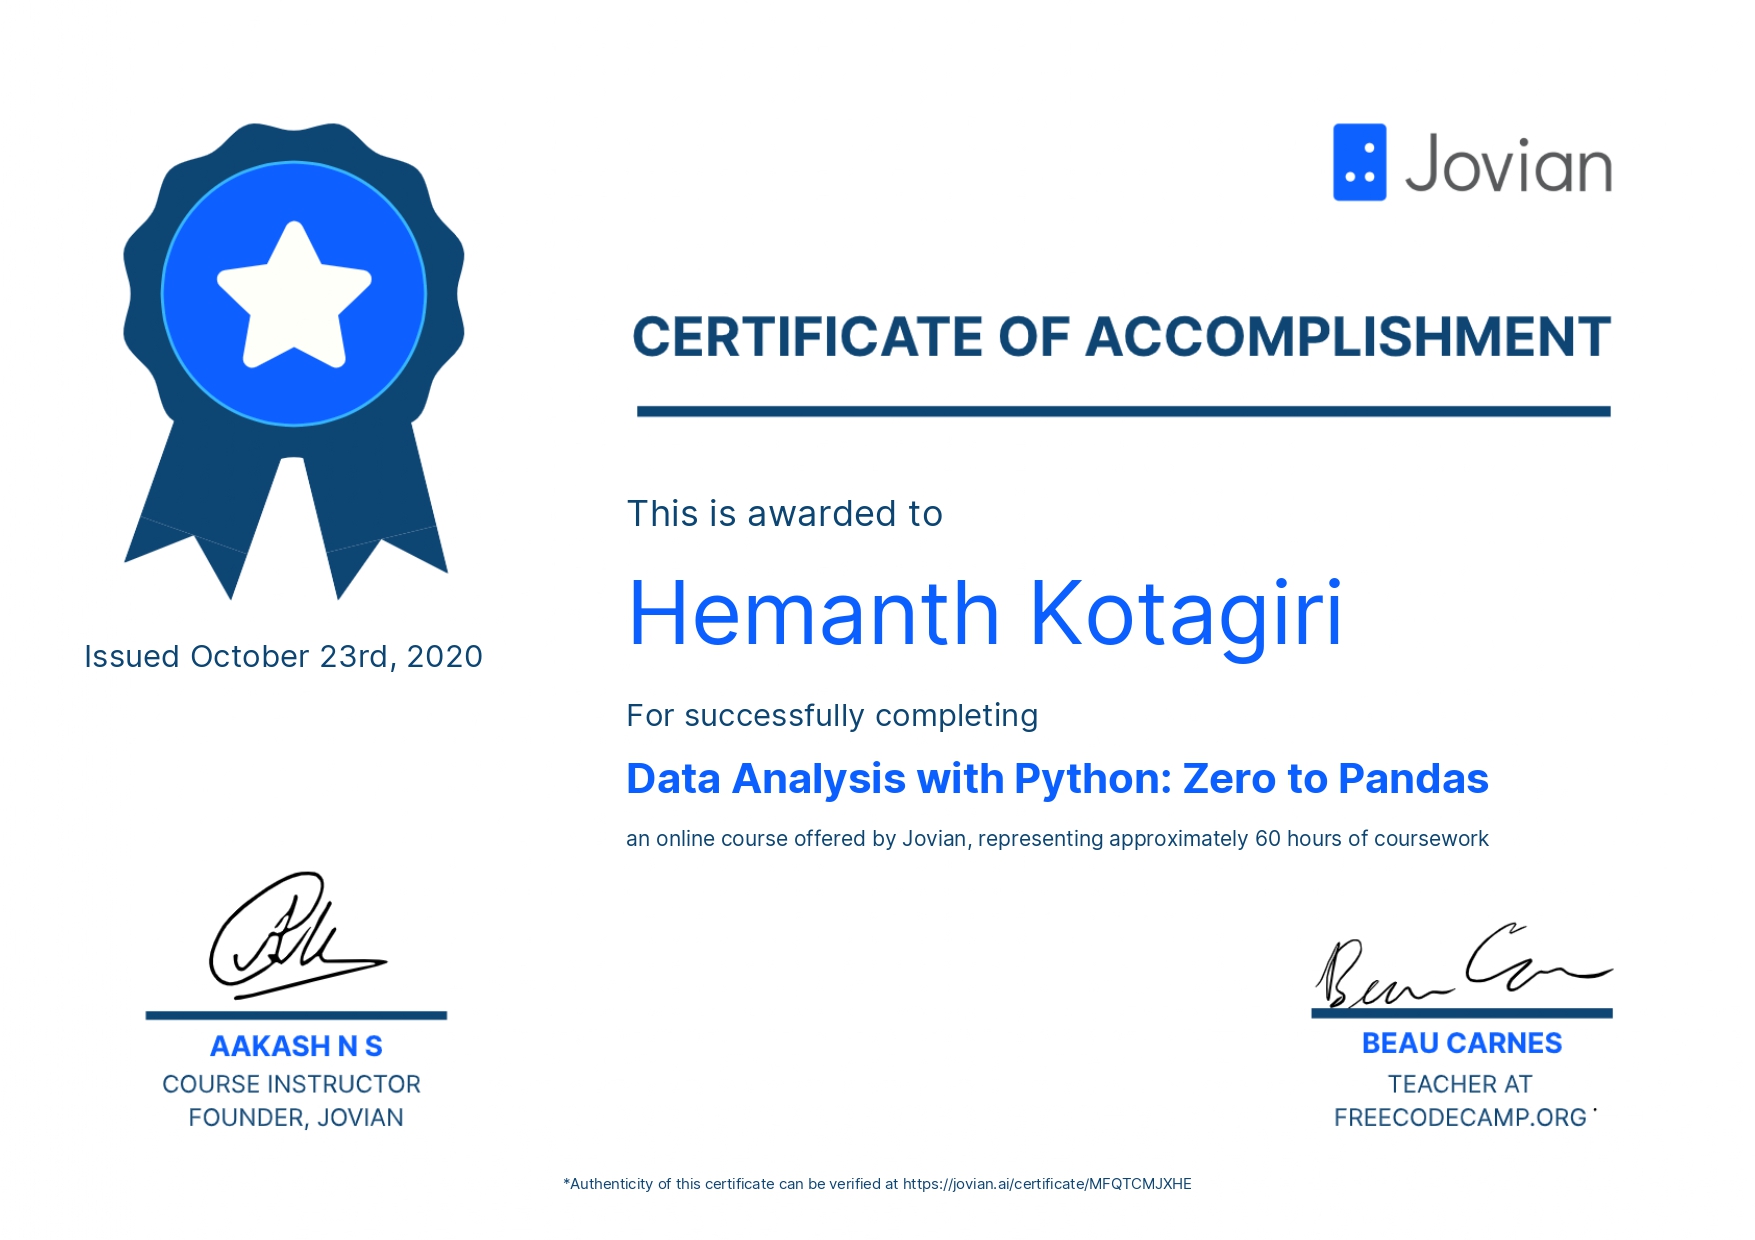 Jovian
CERTIFICATE OF ACCOMPLISHMENT
This is awarded to
Hemanth Kotagiri
Issued October 23rd, 2020
For successfully completing
Data Analysis with Python: Zero to Pandas
an online course offered by Jovian, representing approximately 60 hours of coursework
AAKASH N S
COURSE INSTRUCTOR
FOUNDER, JOVIAN
Beau Carnes
BEAU CARNES
TEACHER AT
FREECODECAMP.ORG
*Authenticity of this certificate can be verified at https://jovian.ai/certificate/MFQTCMJXHE